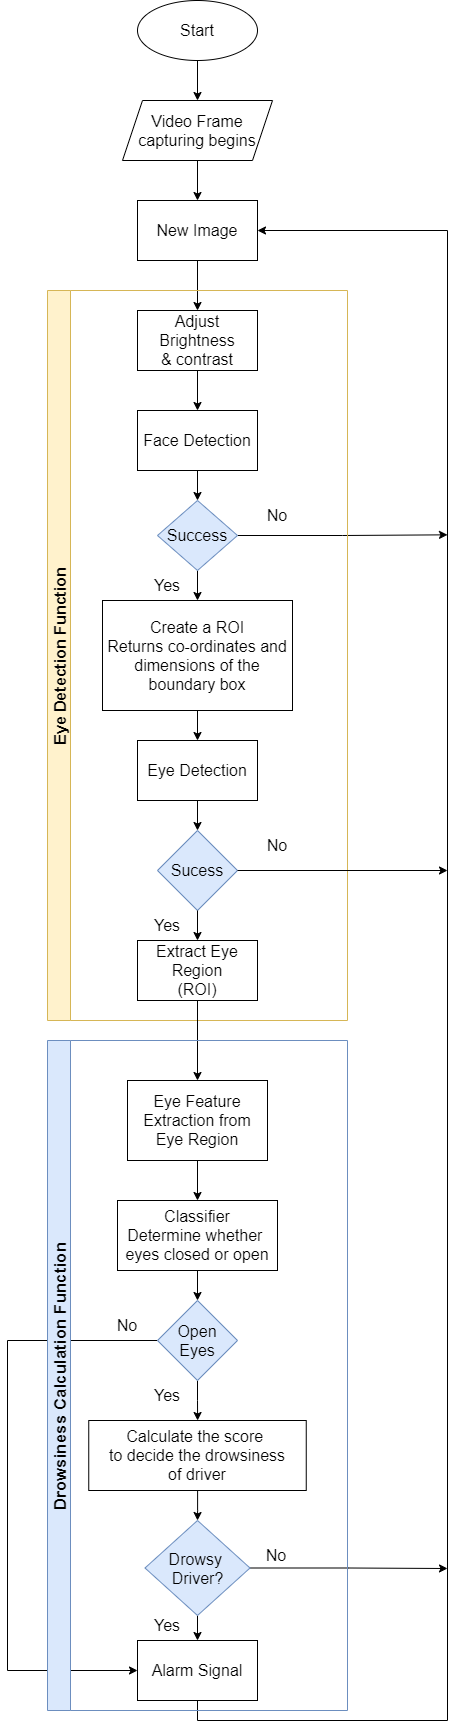 Start
Video Frame
capturing begins
New Image
Eye Detection Function
Adjust
Brightness
& contrast
Face Detection
Success
No
Yes
Create a ROI
Returns co-ordinates and
dimensions of the
boundary box
Eye Detection
Sucess
No
Yes
Extract Eye
Region
(ROI)
Drowsiness Calculation Function
Eye Feature
Extraction from
Eye Region
Classifier
Determine whether
eyes closed or open
No
Open
Eyes
Yes
Calculate the score
to decide the drowsiness
of driver
Drowsy
Driver?
No
Yes
Alarm Signal